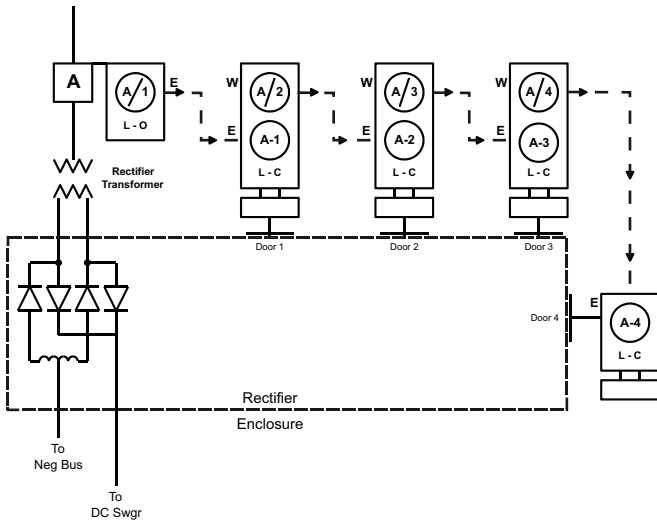 A
A/1
L - O
E
W
A/2
E
A-1
L - C
W
A/3
E
A-2
L - C
W
A/4
E
A-3
L - C
Rectifier
Transformer
Door 1
Door 2
Door 3
Door 4
E
A-4
L - C
Rectifier
Enclosure
To
Neg Bus
To
DC Swgr